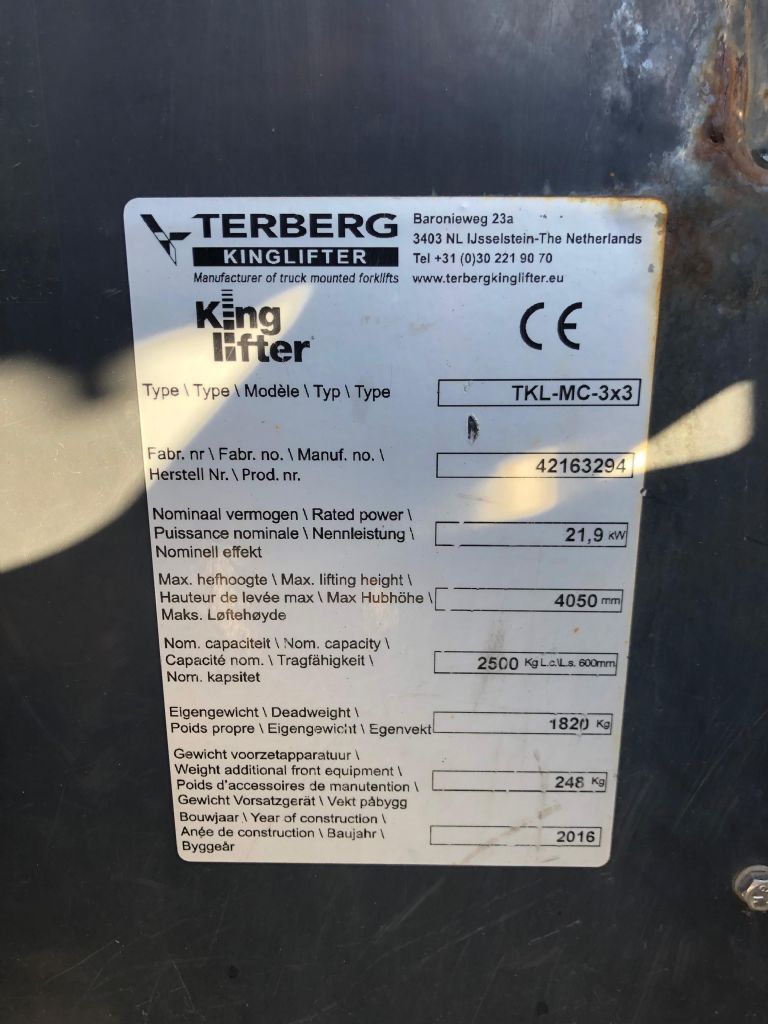 TERBERG
KINGLIFTER
Manufacturer of truck mounted forklifts
Baronieweg 23a
3403 NL IJsselstein-The Netherlands
Tel +31 (0)30 221 90 70
www.terbergkinglifter.eu
King
lifter
CE
Type \ Type \ Modèle \ Typ \ Type
TKL-MC-3x3
Fabr. nr \ Fabr. no. \ Manuf. no. \
Herstell Nr. \ Prod. nr.
42163294
Nominaal vermogen \ Rated power \
Puissance nominale \ Nennleistung \
Nominell effekt
21,9 kW
Max. hefhoogte \ Max. lifting height \
Hauteur de levée max \ Max Hubhöhe \
Maks. Løftehøyde
4050 mm
Nom. capaciteit \ Nom. capacity \
Capacité nom. \ Tragfähigkeit \
Nom. kapsitet
2500 Kg L.c.\L.s. 600mm
Eigengewicht \ Deadweight \
Poids propre \ Eigengewicht \ Egenvekt
1820 Kg
Gewicht voorzetapparatuur \
Weight additional front equipment \
Poids d'accessoires de manutention \
Gewicht Vorsatzgerät \ Vekt påbygg
248 Kg
Bouwjaar \ Year of construction \
Anée de construction \ Baujahr \
Byggeår
2016